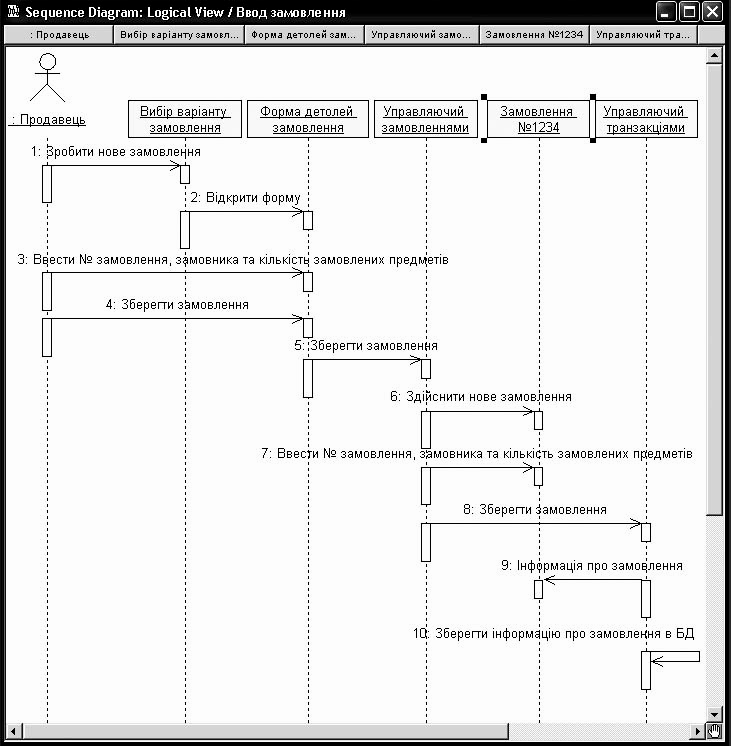 Sequence Diagram: Logical View / Ввод замовлення
: Продавець
Вибір варіанту замовл...
Форма детолей зам...
Управляючий замо...
Замовлення №1234
Управляючий тра...
: Продавець
Вибір варіанту
замовлення
Форма детолей
замовлення
Управляючий
замовленнями
Замовлення
№1234
Управляючий
транзакціями
1: Зробити нове замовлення
2: Відкрити форму
3: Ввести № замовлення, замовника та кількість замовлених предметів
4: Зберегти замовлення
5: Зберегти замовлення
6: Здійснити нове замовлення
7: Ввести № замовлення, замовника та кількість замовлених предметів
8: Зберегти замовлення
9: Інформація про замовлення
10: Зберегти інформацію про замовлення в БД